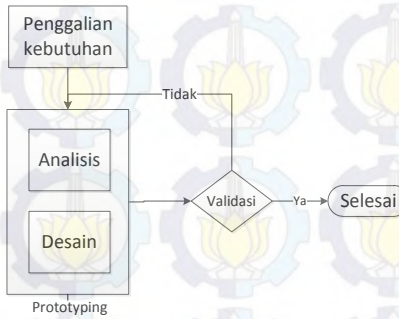 Penggalian
kebutuhan
Tidak
Analisis
Validasi
Ya
Selesai
Desain
Prototyping